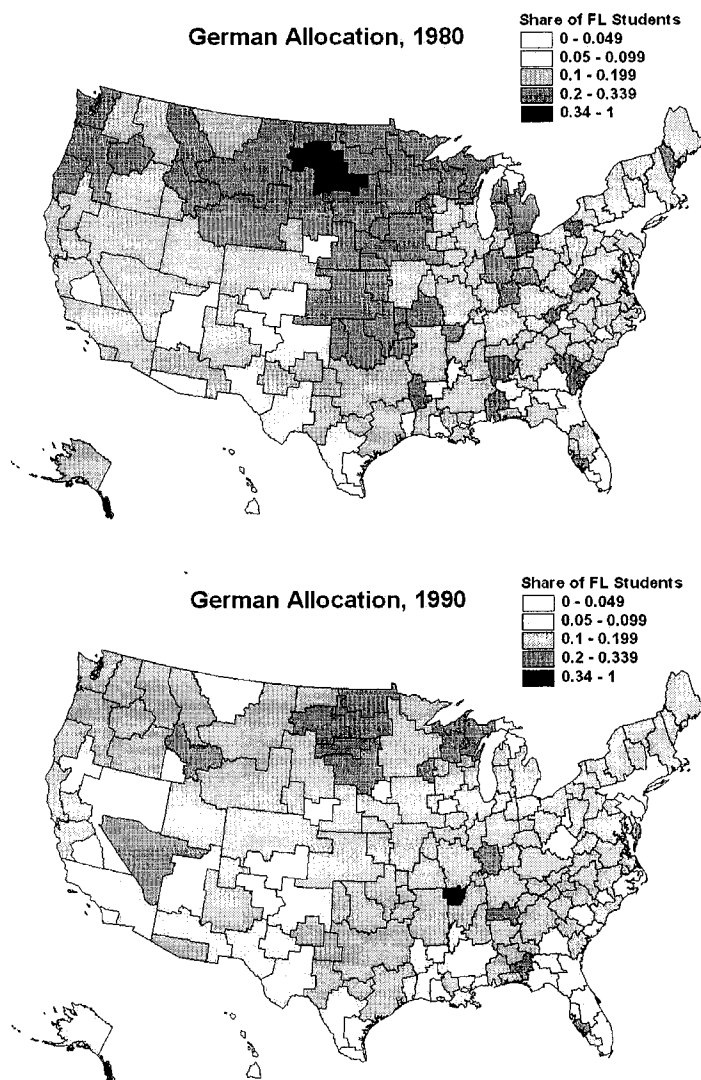 German Allocation, 1980
Share of FL Students
0 - 0.049
0.05 - 0.099
0.1 - 0.199
0.2 - 0.339
0.34 - 1
German Allocation, 1990
Share of FL Students
0 - 0.049
0.05 - 0.099
0.1 - 0.199
0.2 - 0.339
0.34 - 1